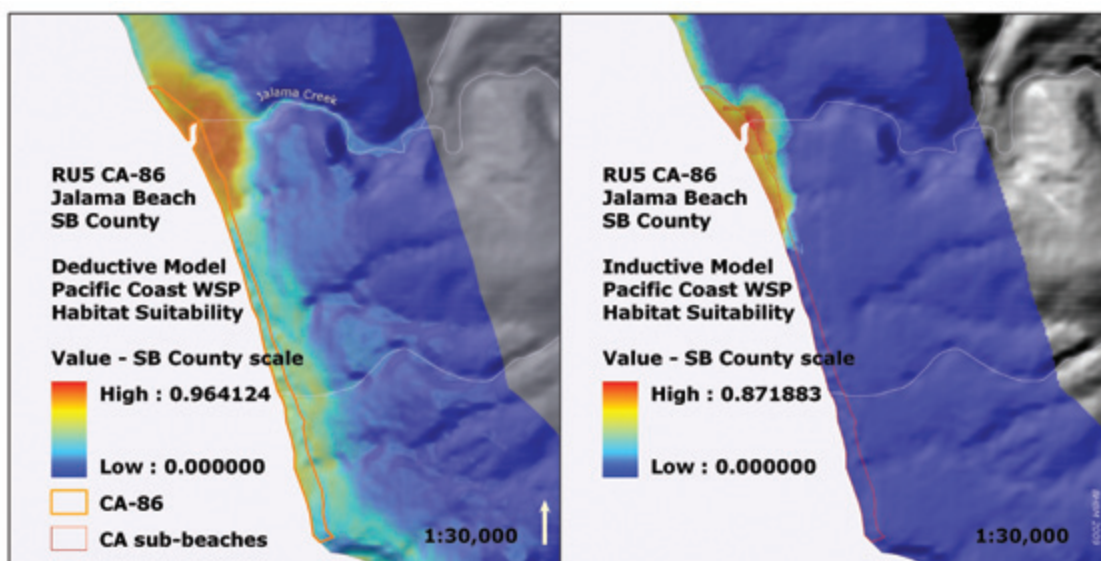 Jalama Creek
RU5 CA-86
Jalama Beach
SB County
Deductive Model
Pacific Coast WSP
Habitat Suitability
Value - SB County scale
High : 0.964124
Low : 0.000000
CA-86
CA sub-beaches
1:30,000
RU5 CA-86
Jalama Beach
SB County
Inductive Model
Pacific Coast WSP
Habitat Suitability
Value - SB County scale
High : 0.871883
Low : 0.000000
1:30,000